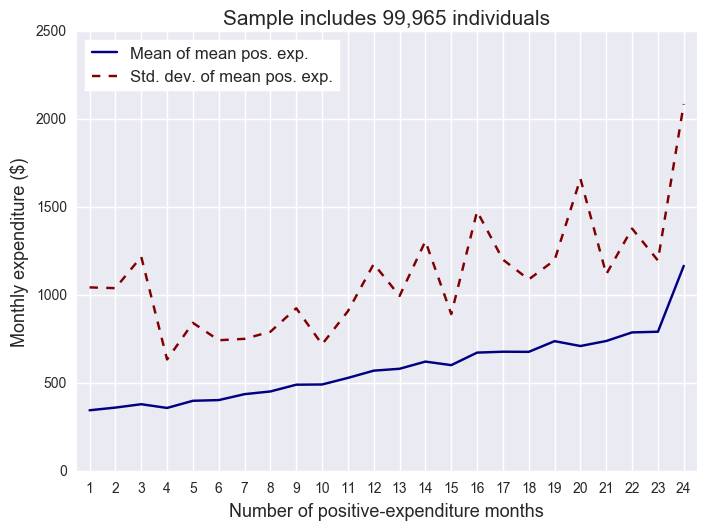 Sample includes 99,965 individuals
Mean of mean pos. exp.
Std. dev. of mean pos. exp.
Monthly expenditure ($)
2500
2000
1500
1000
500
0
1 2 3 4 5 6 7 8 9 10 11 12 13 14 15 16 17 18 19 20 21 22 23 24
Number of positive-expenditure months